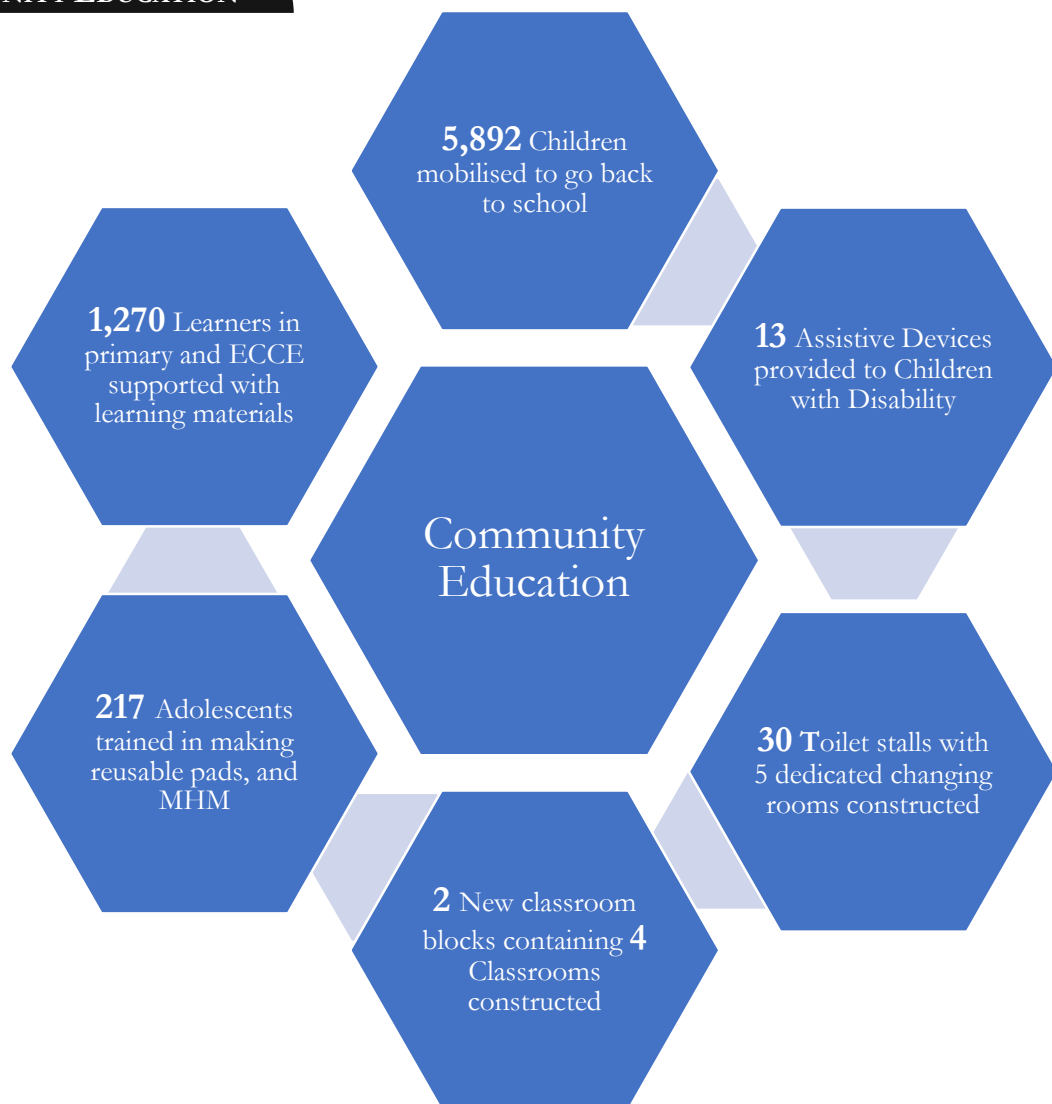 EDUCATION
5,892 Children
mobilised to go back
to school
13 Assistive Devices
provided to Children
with Disability
30 Toilet stalls with
5 dedicated changing
rooms constructed
2 New classroom
blocks containing 4
Classrooms
constructed
217 Adolescents
trained in making
reusable pads, and
MHM
1,270 Learners in
primary and ECCE
supported with
learning materials
Community
Education